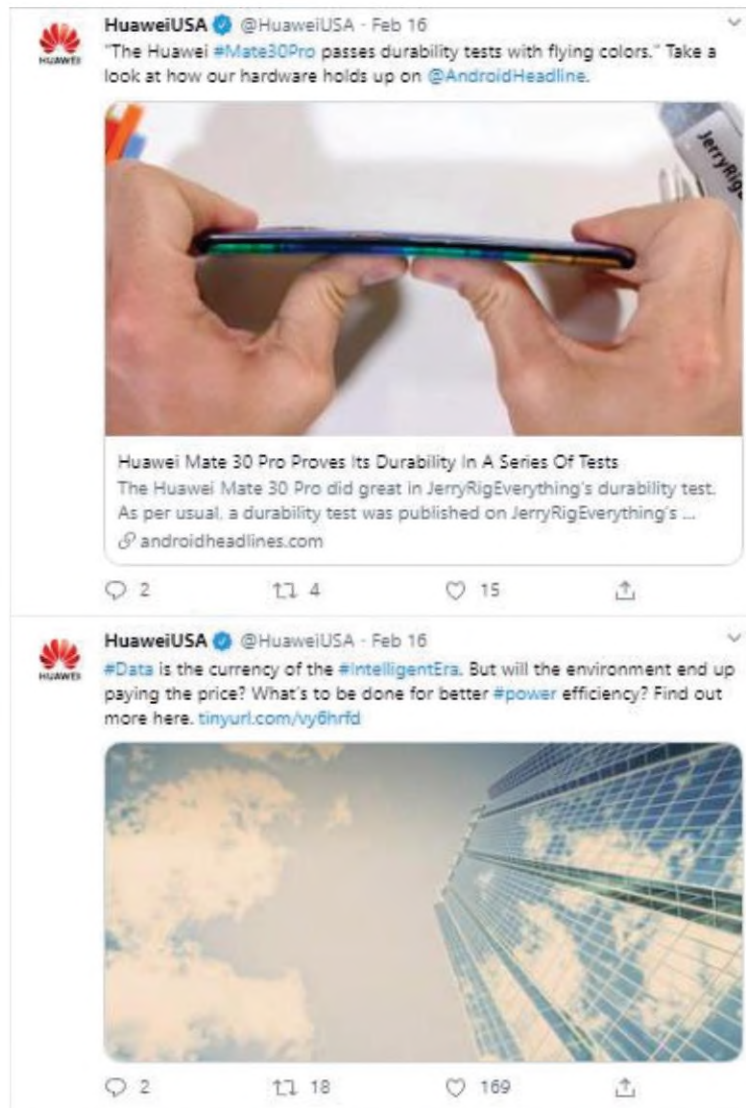 HuaweiUSA @HuaweiUSA · Feb 16
HUAWEI
"The Huawei #Mate30Pro passes durability tests with flying colors." Take a
look at how our hardware holds up on @AndroidHeadline.
JerryRig
Huawei Mate 30 Pro Proves Its Durability In A Series Of Tests
The Huawei Mate 30 Pro did great in JerryRigEverything's durability test.
As per usual, a durability test was published on JerryRigEverything's ...
androidheadlines.com
2 4 15
HuaweiUSA @HuaweiUSA · Feb 16
HUAWEI
#Data is the currency of the #IntelligentEra. But will the environment end up
paying the price? What's to be done for better #power efficiency? Find out
more here. tinyurl.com/vy6hrfd
2 18 169